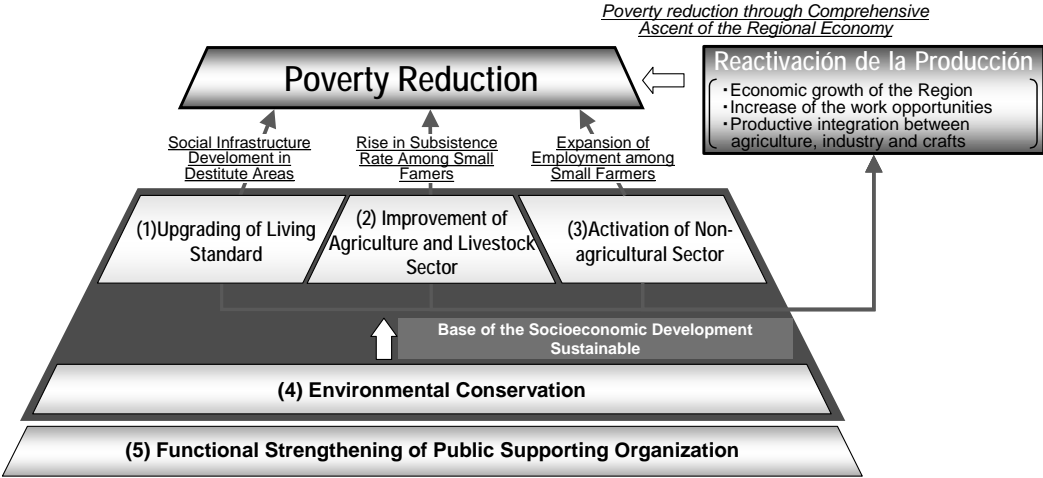 Poverty reduction through Comprehensive
Ascent of the Regional Economy
Poverty Reduction
Reactivación de la Producción
・Economic growth of the Region
・Increase of the work opportunities
・Productive integration between
agriculture, industry and crafts
Social Infrastructure
Develoment in
Destitute Areas
Rise in Subsistence
Rate Among Small
Famers
Expansion of
Employment among
Small Farmers
(1)Upgrading of Living
Standard
(2) Improvement of
Agriculture and Livestock
Sector
(3)Activation of Non-
agricultural Sector
Base of the Socioeconomic Development
Sustainable
(4) Environmental Conservation
(5) Functional Strengthening of Public Supporting Organization